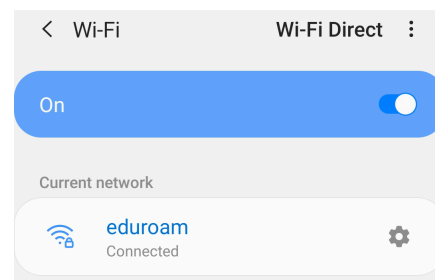 Wi-Fi Wi-Fi Direct
On
Current network
eduroam
Connected